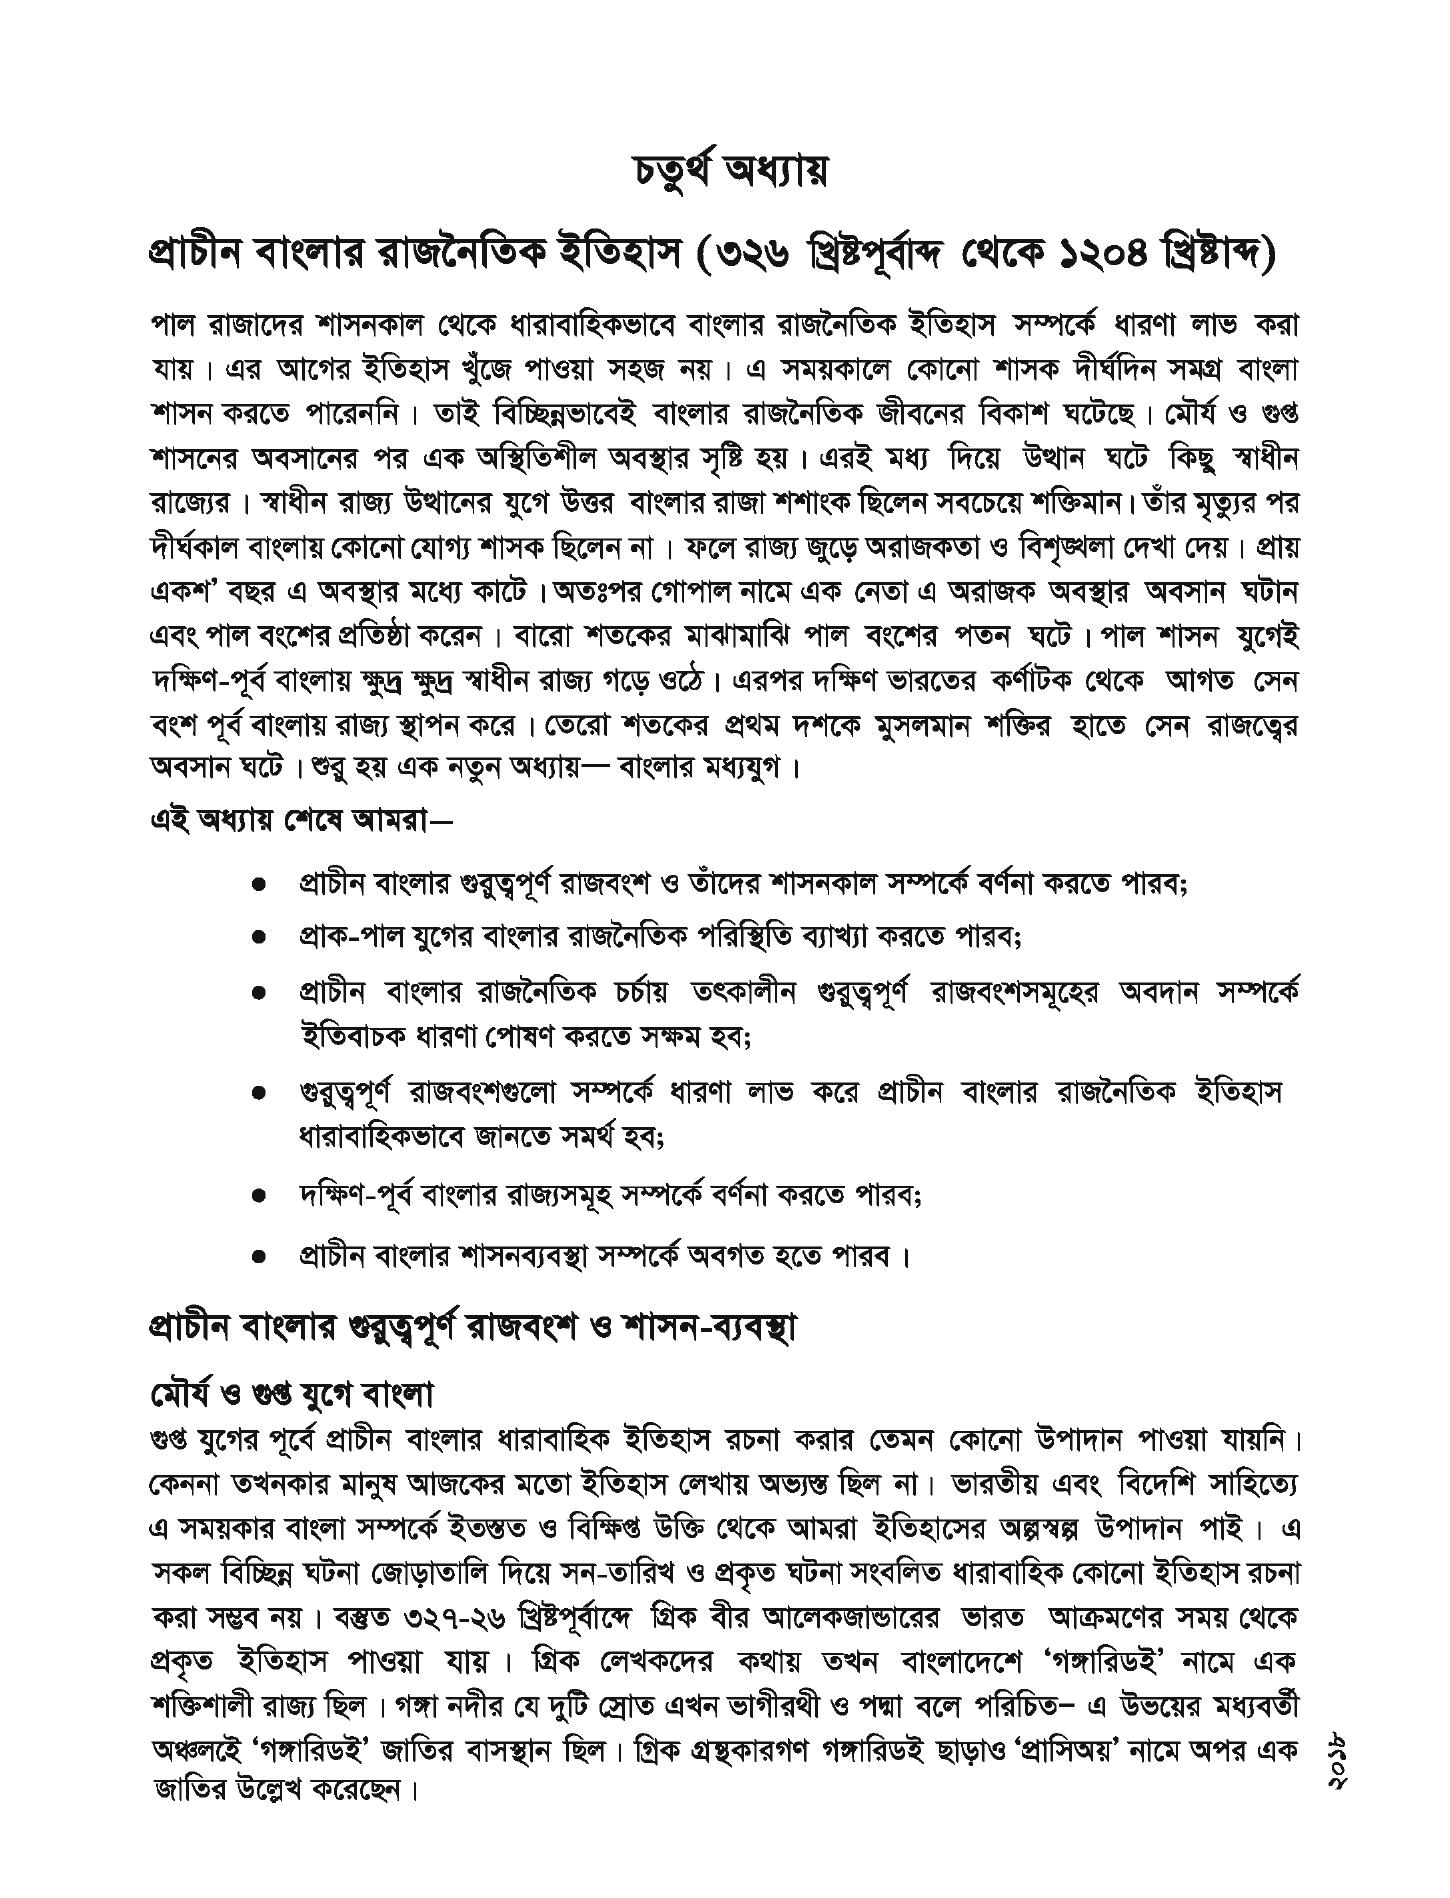 চতুর্থ অধ্যায়
প্রাচীন বাংলার রাজনৈতিক ইতিহাস (৩২৬ খ্রিষ্টপূর্বাব্দ থেকে ১২০৪ খ্রিষ্টাব্দ)
পাল রাজাদের শাসনকাল থেকে ধারাবাহিকভাবে বাংলার রাজনৈতিক ইতিহাস সম্পর্কে ধারণা লাভ করা
যায়। এর আগের ইতিহাস খুঁজে পাওয়া সহজ নয়। এ সময়কালে কোনো শাসক দীর্ঘদিন সমগ্র বাংলা
শাসন করতে পারেননি। তাই বিচ্ছিন্নভাবেই বাংলার রাজনৈতিক জীবনের বিকাশ ঘটেছে। মৌর্য ও গুপ্ত
শাসনের অবসানের পর এক অস্থিতিশীল অবস্থার সৃষ্টি হয়। এরই মধ্য দিয়ে উত্থান ঘটে কিছু স্বাধীন
রাজ্যের। স্বাধীন রাজ্য উত্থানের যুগে উত্তর বাংলার রাজা শশাংক ছিলেন সবচেয়ে শক্তিমান। তাঁর মৃত্যুর পর
দীর্ঘকাল বাংলায় কোনো যোগ্য শাসক ছিলেন না। ফলে রাজ্য জুড়ে অরাজকতা ও বিশৃঙ্খলা দেখা দেয়। প্রায়
একশ’ বছর এ অবস্থার মধ্যে কাটে। অতঃপর গোপাল নামে এক নেতা এ অরাজক অবস্থার অবসান ঘটান
এবং পাল বংশের প্রতিষ্ঠা করেন। বারো শতকের মাঝামাঝি পাল বংশের পতন ঘটে। পাল শাসন যুগেই
দক্ষিণ-পূর্ব বাংলায় ক্ষুদ্র ক্ষুদ্র স্বাধীন রাজ্য গড়ে ওঠে। এরপর দক্ষিণ ভারতের কর্ণাটক থেকে আগত সেন
বংশ পূর্ব বাংলায় রাজ্য স্থাপন করে। তেরো শতকের প্রথম দশকে মুসলমান শক্তির হাতে সেন রাজত্বের
অবসান ঘটে। শুরু হয় এক নতুন অধ্যায়— বাংলার মধ্যযুগ।
এই অধ্যায় শেষে আমরা—
● প্রাচীন বাংলার গুরুত্বপূর্ণ রাজবংশ ও তাঁদের শাসনকাল সম্পর্কে বর্ণনা করতে পারব;
● প্রাক-পাল যুগের বাংলার রাজনৈতিক পরিস্থিতি ব্যাখ্যা করতে পারব;
● প্রাচীন বাংলার রাজনৈতিক চর্চায় তৎকালীন গুরুত্বপূর্ণ রাজবংশসমূহের অবদান সম্পর্কে
ইতিবাচক ধারণা পোষণ করতে সক্ষম হব;
● গুরুত্বপূর্ণ রাজবংশগুলো সম্পর্কে ধারণা লাভ করে প্রাচীন বাংলার রাজনৈতিক ইতিহাস
ধারাবাহিকভাবে জানতে সমর্থ হব;
● দক্ষিণ-পূর্ব বাংলার রাজ্যসমূহ সম্পর্কে বর্ণনা করতে পারব;
● প্রাচীন বাংলার শাসনব্যবস্থা সম্পর্কে অবগত হতে পারব।
প্রাচীন বাংলার গুরুত্বপূর্ণ রাজবংশ ও শাসন-ব্যবস্থা
মৌর্য ও গুপ্ত যুগে বাংলা
গুপ্ত যুগের পূর্বে প্রাচীন বাংলার ধারাবাহিক ইতিহাস রচনা করার তেমন কোনো উপাদান পাওয়া যায়নি।
কেননা তখনকার মানুষ আজকের মতো ইতিহাস লেখায় অভ্যস্ত ছিল না। ভারতীয় এবং বিদেশি সাহিত্যে
এ সময়কার বাংলা সম্পর্কে ইতস্তত ও বিক্ষিপ্ত উক্তি থেকে আমরা ইতিহাসের অল্পস্বল্প উপাদান পাই। এ
সকল বিচ্ছিন্ন ঘটনা জোড়াতালি দিয়ে সন-তারিখ ও প্রকৃত ঘটনা সংবলিত ধারাবাহিক কোনো ইতিহাস রচনা
করা সম্ভব নয়। বস্তুত ৩২৭-২৬ খ্রিষ্টপূর্বাব্দে গ্রিক বীর আলেকজান্ডারের ভারত আক্রমণের সময় থেকে
প্রকৃত ইতিহাস পাওয়া যায়। গ্রিক লেখকদের কথায় তখন বাংলাদেশে ‘গঙ্গারিডই’ নামে এক
শক্তিশালী রাজ্য ছিল। গঙ্গা নদীর যে দুটি স্রোত এখন ভাগীরথী ও পদ্মা বলে পরিচিত– এ উভয়ের মধ্যবর্তী
অঞ্চলইে ‘গঙ্গারিডই’ জাতির বাসস্থান ছিল। গ্রিক গ্রন্থকারগণ গঙ্গারিডই ছাড়াও ‘প্রাসিঅয়’ নামে অপর এক
জাতির উল্লেখ করেছেন।
২০১৮